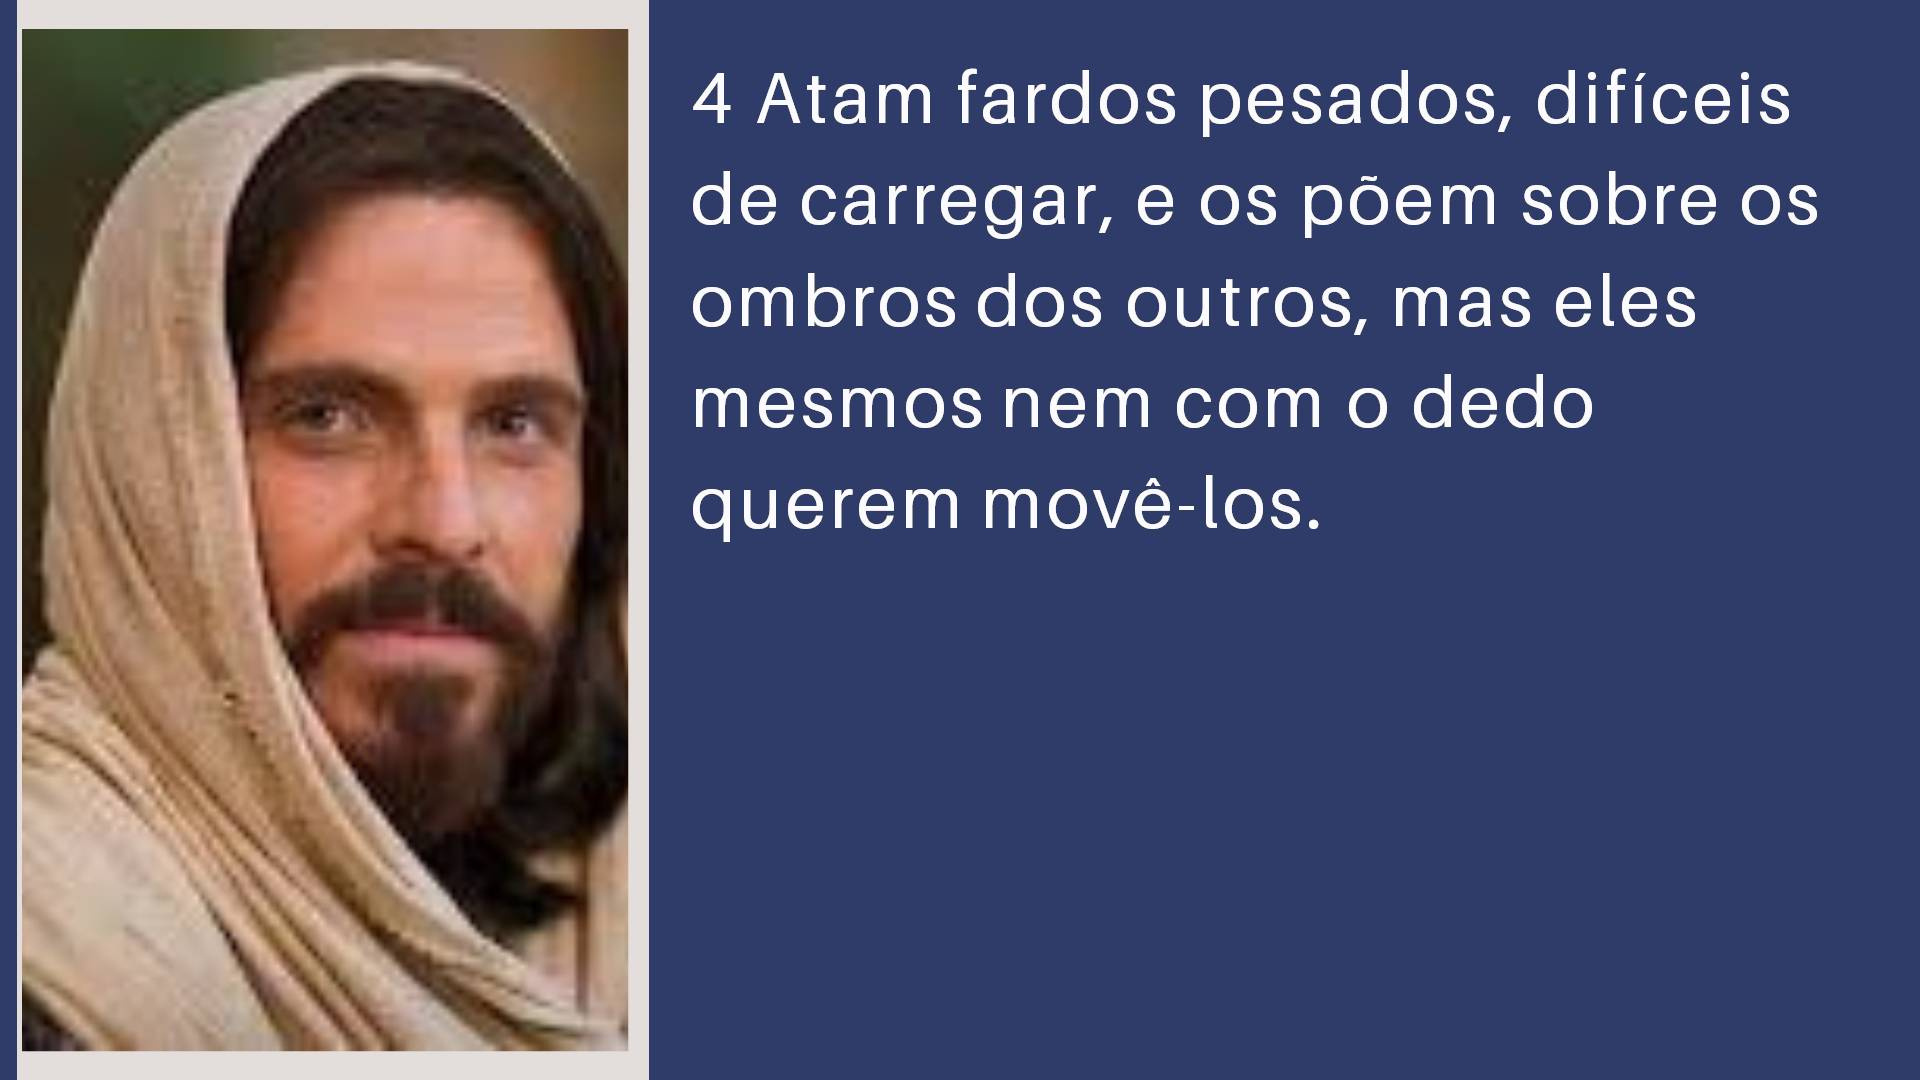 4 Atam fardos pesados, difíceis
de carregar, e os põem sobre os
ombros dos outros, mas eles
mesmos nem com o dedo
querem movê-los.